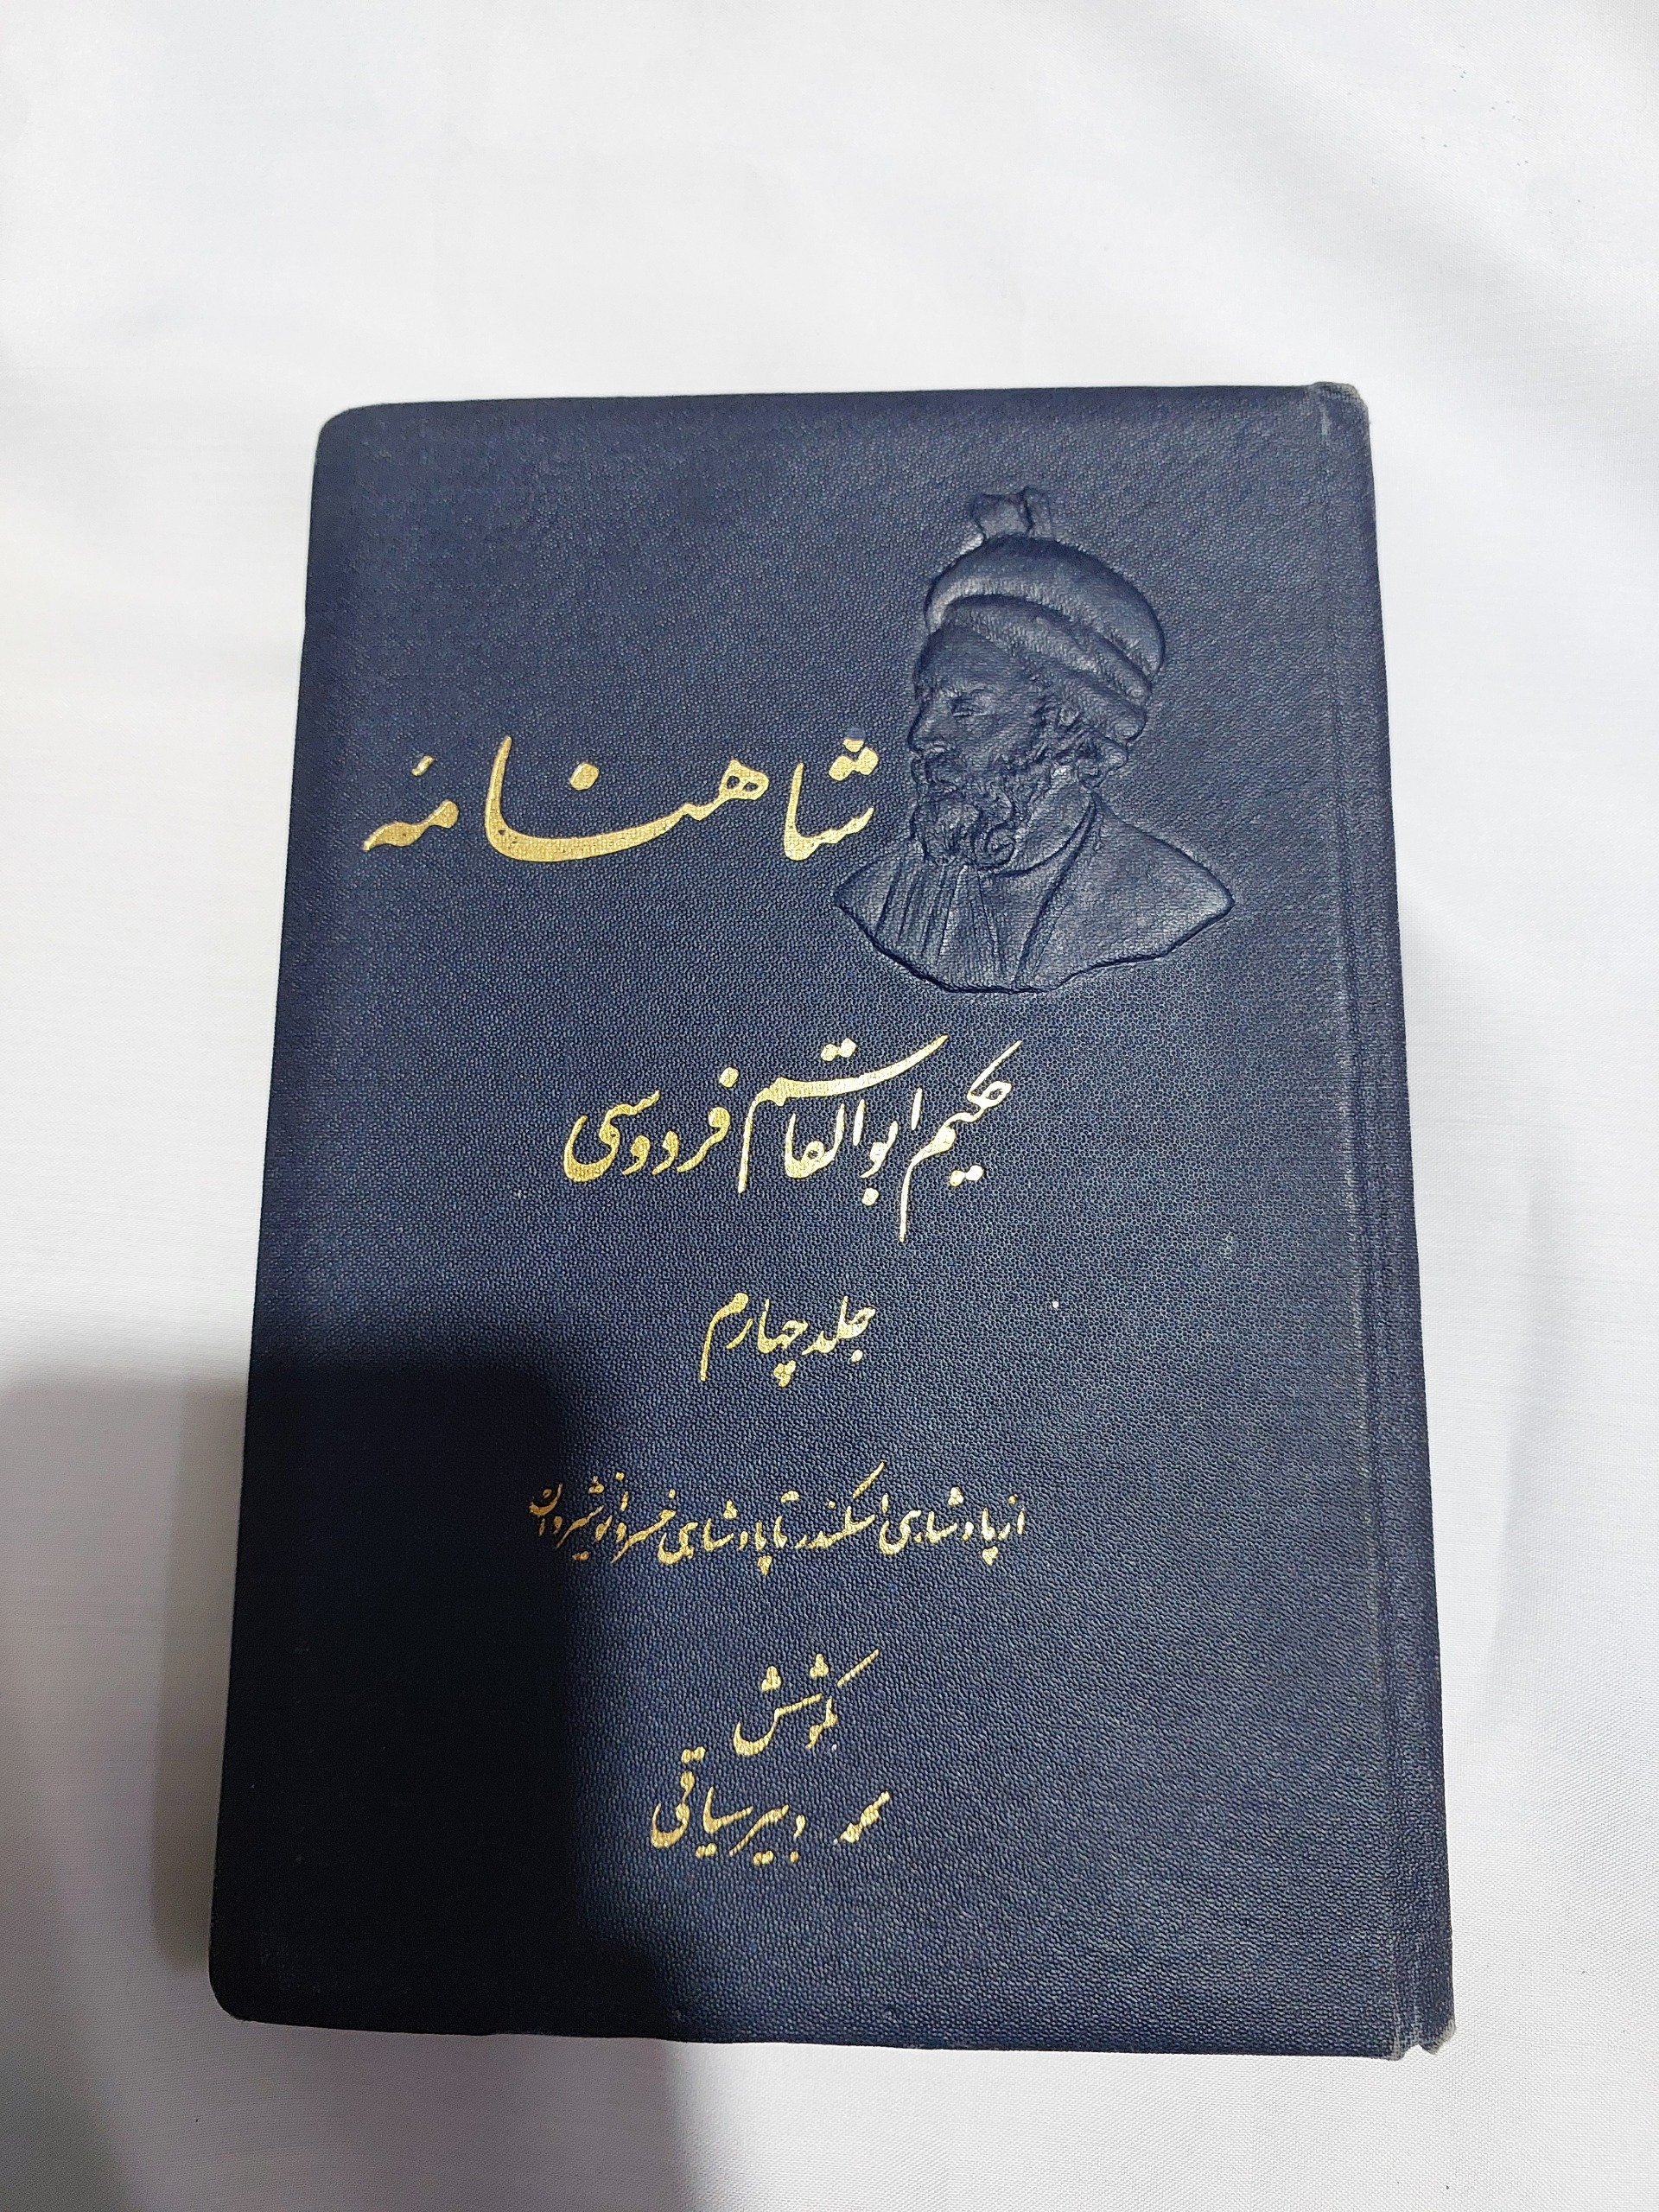 شاهنامهٔ
حکیم ابوالقاسم فردوسی
جلد چهارم
از پادشاهی اسکندر تا پادشاهی خسرو انوشیروان
بکوشش
محمد دبیرسیاقی